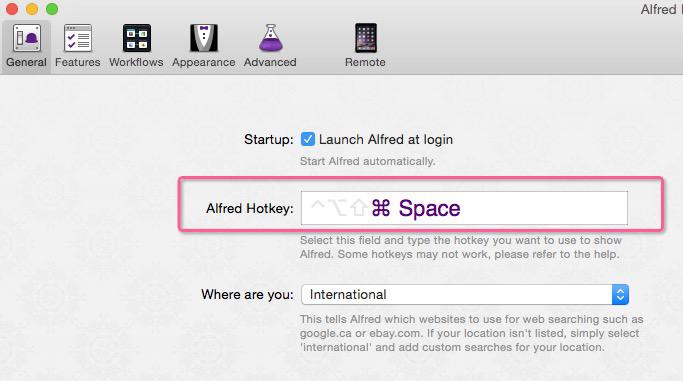 Alfred
General Features Workflows Appearance Advanced Remote
Startup: Launch Alfred at login
Start Alfred automatically.
Alfred Hotkey: ^⌥⇧⌘ Space
Select this field and type the hotkey you want to use to show
Alfred. Some hotkeys may not work, please refer to the help.
Where are you: International
This tells Alfred which websites to use for web searching such as
google.ca or ebay.com. If your location isn't listed, simply select
'international' and add custom searches for your location.